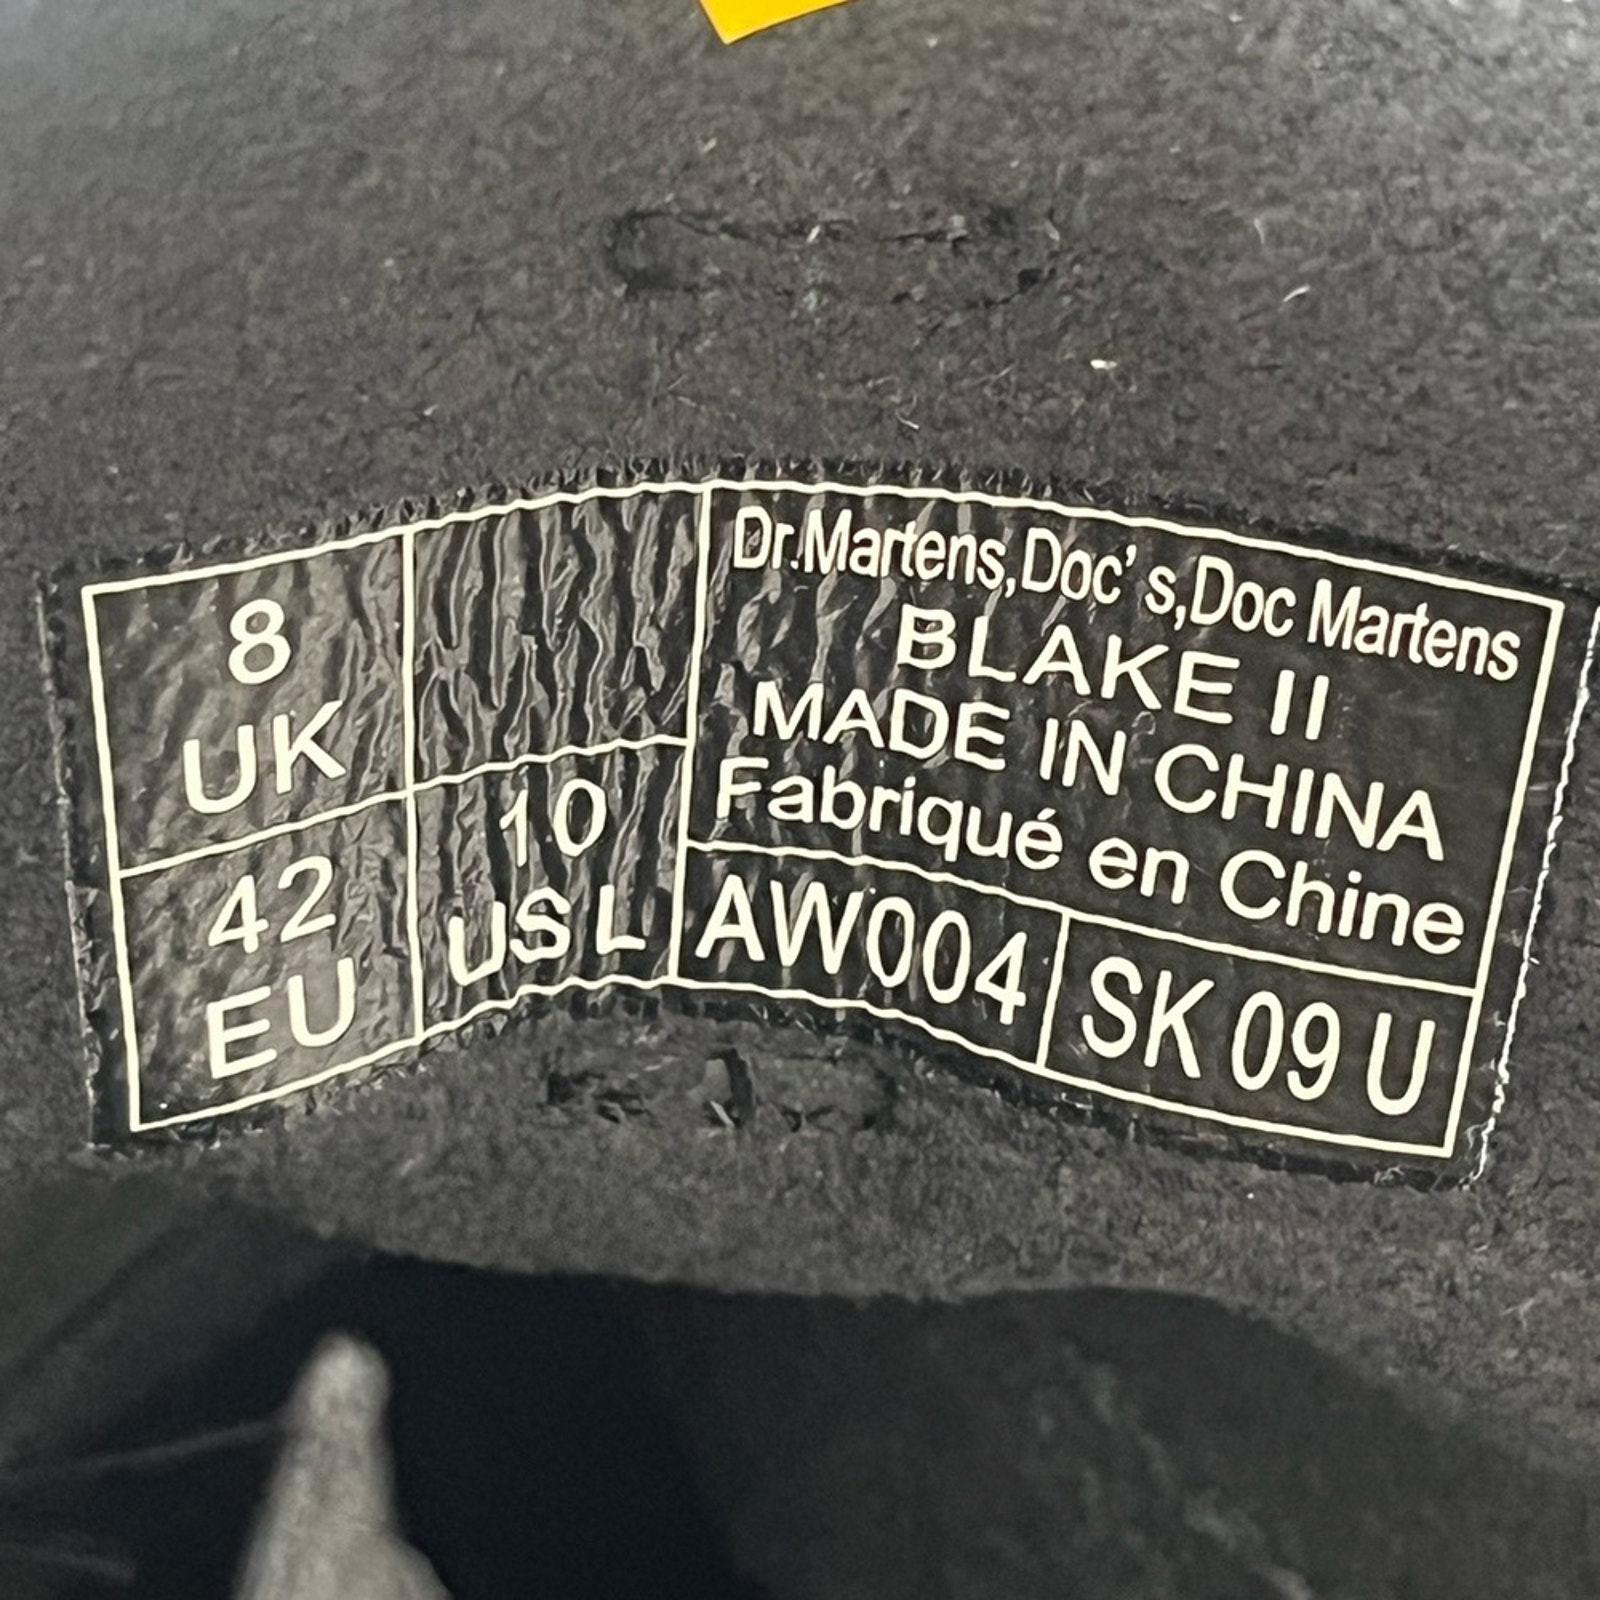 8
UK
42
EU
10
US L
Dr.Martens,Doc's,Doc Martens
BLAKE II
MADE IN CHINA
Fabriqué en Chine
AW004
SK 09 U